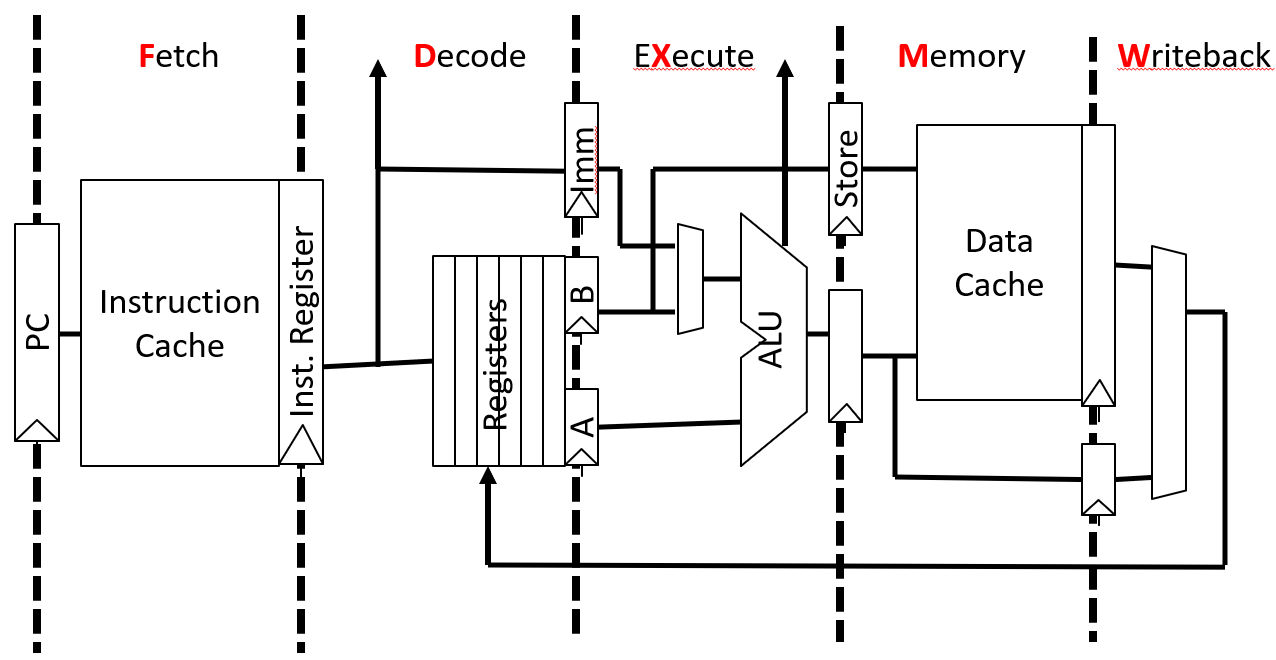 Fetch
Decode
EXecute
Memory
Writeback
PC
Instruction
Cache
Inst. Register
Registers
Imm
B
A
ALU
Store
Data
Cache